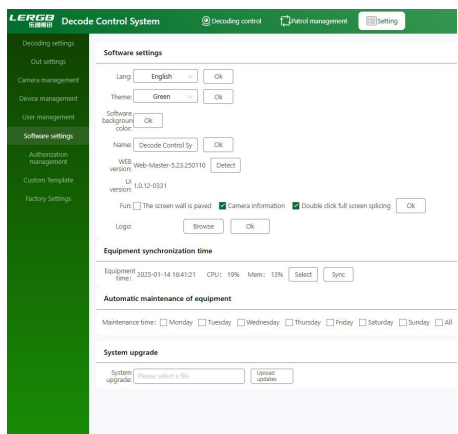 LERGB Decode Control System Decoding control Patrol management Setting
乐创视讯
Decoding settings
Out settings
Camera management
Device management
User management
Software settings
Authorization
management
Custom Template
Factory Settings
Software settings
Lang: English Ok
Theme: Green Ok
Software
backgroun Ok
color:
Name: Decode Control Sy Ok
WEB
version: Web-Master-5.23.250110 Detect
UI
version: 1.0.12-0331
Fun: The screen wall is paved Camera information Double click full screen splicing Ok
Logo: Browse Ok
Equipment synchronization time
Equipment
time: 2025-01-14 16:41:21 CPU: 19% Mem: 13% Select Sync
Automatic maintenance of equipment
Maintenance time: Monday Tuesday Wednesday Thursday Friday Saturday Sunday All
System upgrade
System
upgrade: Please select a file Upload
updates